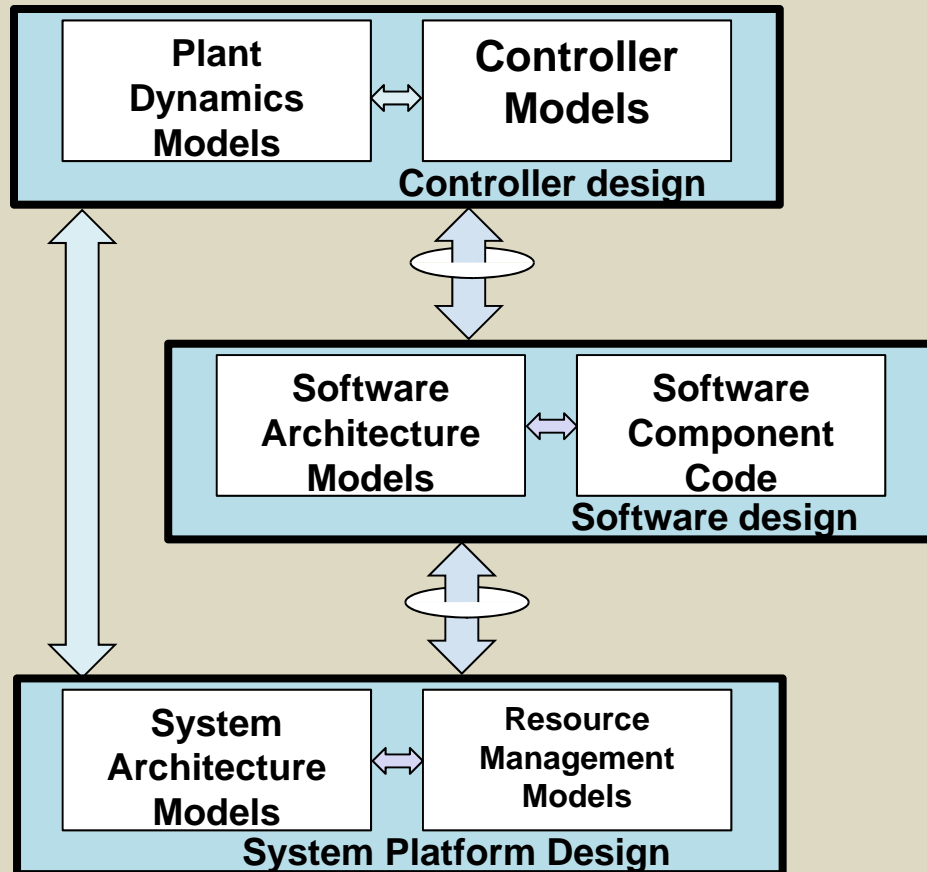 Plant
Dynamics
Models
Controller
Models
Controller design
Software
Architecture
Models
Software
Component
Code
Software design
System
Architecture
Models
Resource
Management
Models
System Platform Design